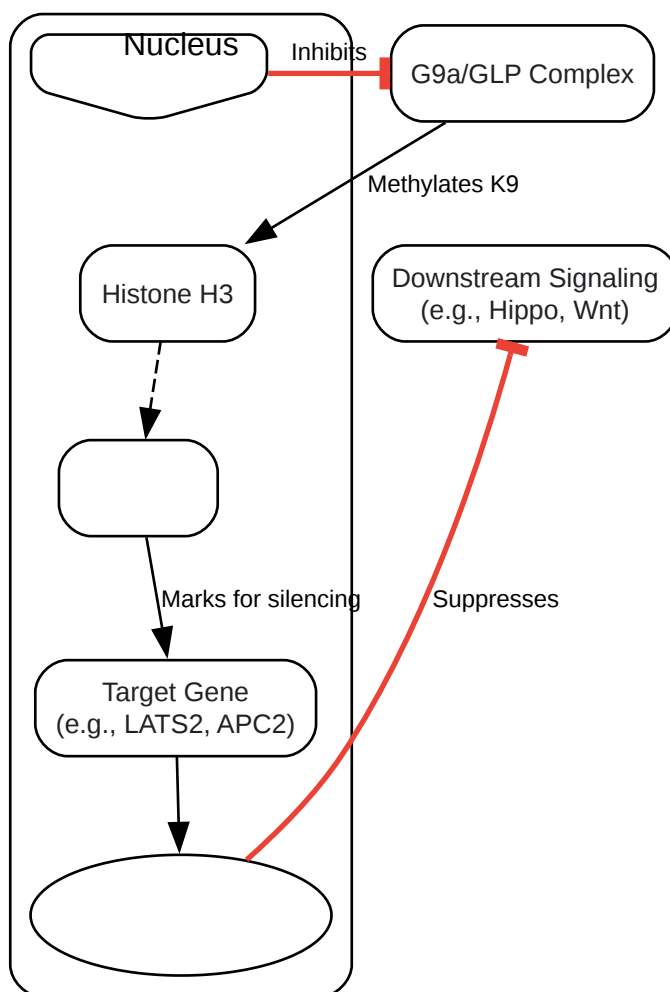 Nucleus
Inhibits
G9a/GLP Complex
Methylates K9
Histone H3
Downstream Signaling
(e.g., Hippo, Wnt)
Marks for silencing
Suppresses
Target Gene
(e.g., LATS2, APC2)